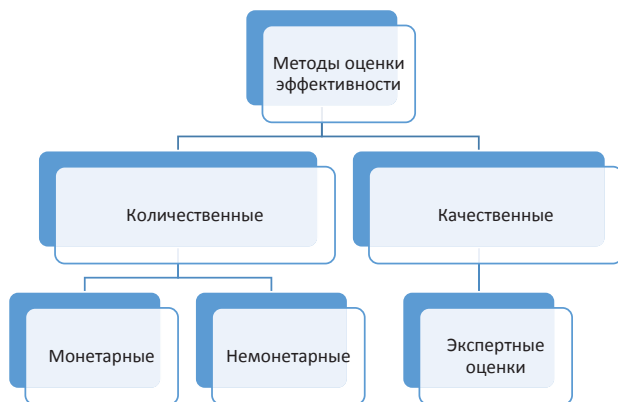 Методы оценки
эффективности
Количественные
Качественные
Монетарные
Немонетарные
Экспертные
оценки